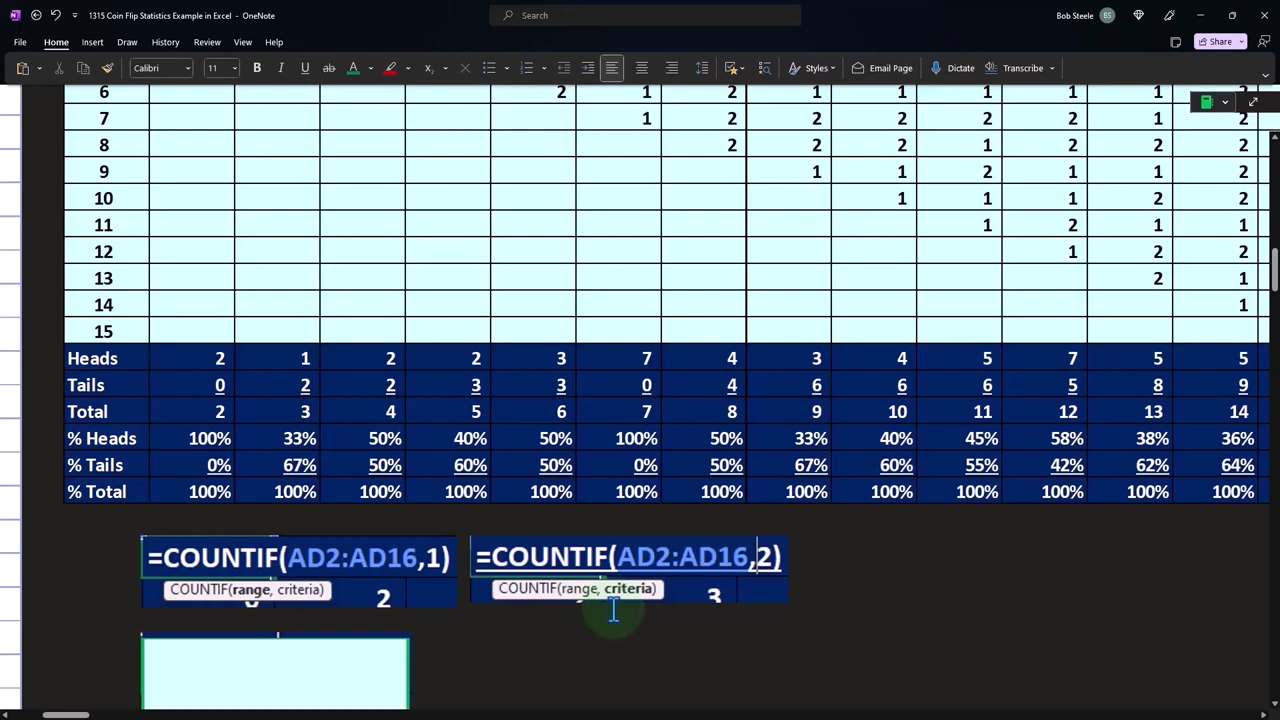 1315 Coin Flip Statistics Example in Excel - OneNote
Search
Bob Steele
BS
File Home Insert Draw History Review View Help
Share
Calibri 11 B I U ab A Styles Email Page Dictate Transcribe
6 2 1 2 1 1 1 1 1 2
7 1 2 2 2 2 2 1 2
8 2 2 2 1 2 2 2
9 1 1 2 1 1 2
10 1 1 1 2 2
11 1 2 1 1
12 1 2 2
13 2 1
14 1
15
Heads 2 1 2 2 3 7 4 3 4 5 7 5 5
Tails 0 2 2 3 3 0 4 6 6 6 5 8 9
Total 2 3 4 5 6 7 8 9 10 11 12 13 14
% Heads 100% 33% 50% 40% 50% 100% 50% 33% 40% 45% 58% 38% 36%
% Tails 0% 67% 50% 60% 50% 0% 50% 67% 60% 55% 42% 62% 64%
% Total 100% 100% 100% 100% 100% 100% 100% 100% 100% 100% 100% 100% 100%
=COUNTIF(AD2:AD16,1) =COUNTIF(AD2:AD16,2)
COUNTIF(range, criteria) COUNTIF(range, criteria)
2 3